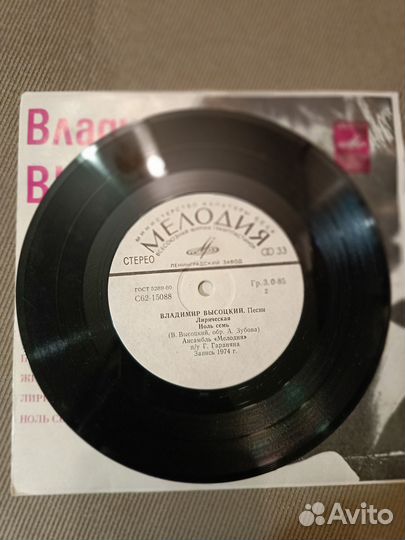 Влади
В
МИНИСТЕРСТВО КУЛЬТУРЫ СССР
МЕЛОДИЯ
ВСЕСОЮЗНАЯ ФИРМА ГРАМПЛАСТИНОК
СТЕРЕО
33
ЛЕНИНГРАДСКИЙ ЗАВОД
ГОСТ 5289-80
С62-15088
Гр. 3. 0-85
2
ВЛАДИМИР ВЫСОЦКИЙ. Песни
Лирическая
Ноль семь
(В. Высоцкий, обр. А. Зубова)
Ансамбль «Мелодия»
п/у Г. Гараняна
Запись 1974 г.
ЛИР
НОЛЬ СЕ
Avito